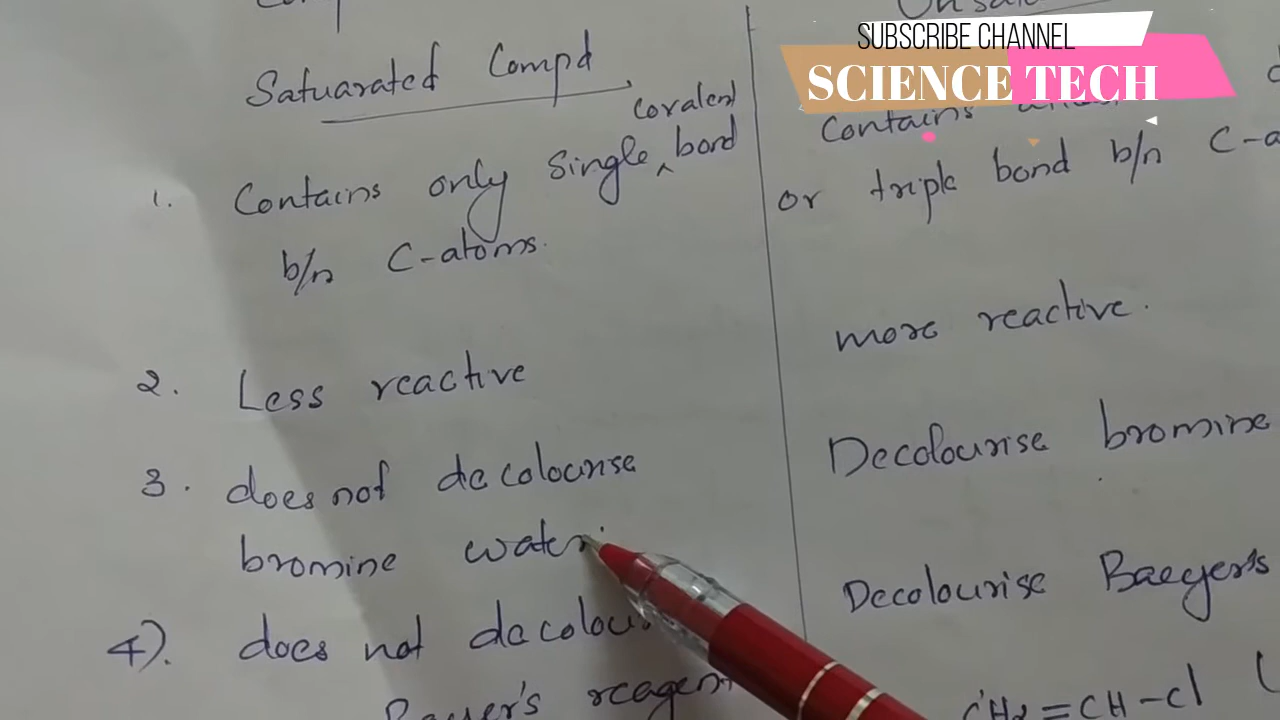 SUBSCRIBE CHANNEL
SCIENCE TECH
Satuarated Compd
covalent
1. Contains only single ^ bond
b/n C-atoms.
2. Less reactive
3. does not decolourise
bromine water
4). does not
reagent
Contains
or triple bond b/n
more reactive.
Decolourise bromine
Decolourise Baeyer's
CH2=CH-Cl